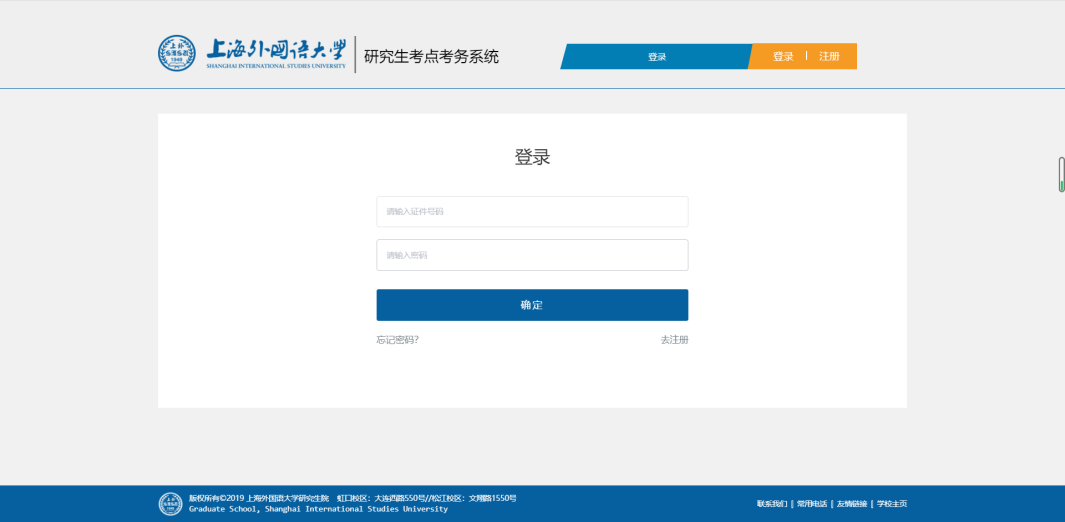 上海外国语大学
SHANGHAI INTERNATIONAL STUDIES UNIVERSITY
研究生考点考务系统
登录
登录 | 注册
登录
请输入证件号码
请输入密码
确定
忘记密码?
去注册
版权所有©2019 上海外国语大学研究生院 虹口校区：大连西路550号//松江校区：文翔路1550号
Graduate School, Shanghai International Studies University
联系我们 | 常用电话 | 友情链接 | 学校主页